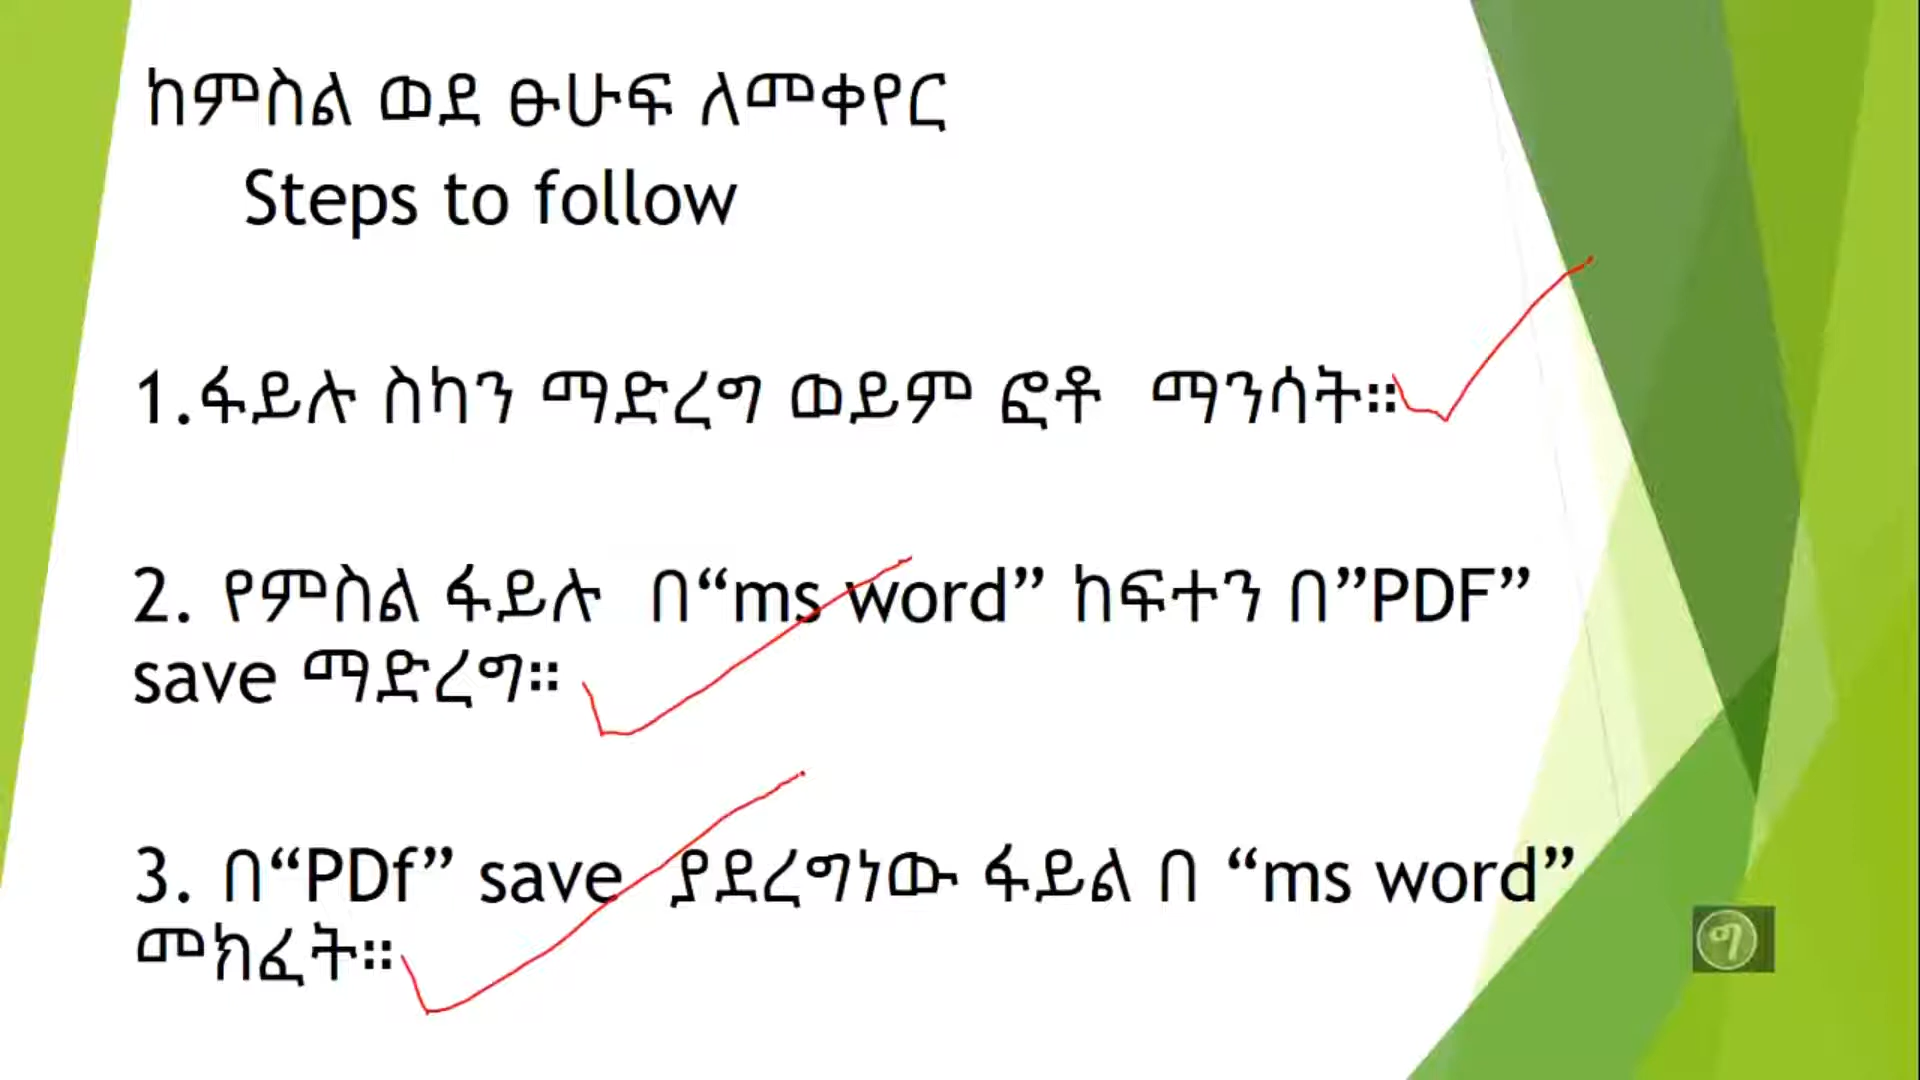 ከምስል ወደ ፁሁፍ ለመቀየር
Steps to follow
1.ፋይሉ ስካን ማድረግ ወይም ፎቶ ማንሳት።
2. የምስል ፋይሉ በ“ms word” ከፍተን በ”PDF”
save ማድረግ።
3. በ“PDf” save ያደረግነው ፋይል በ “ms word”
መክፈት።
ግ